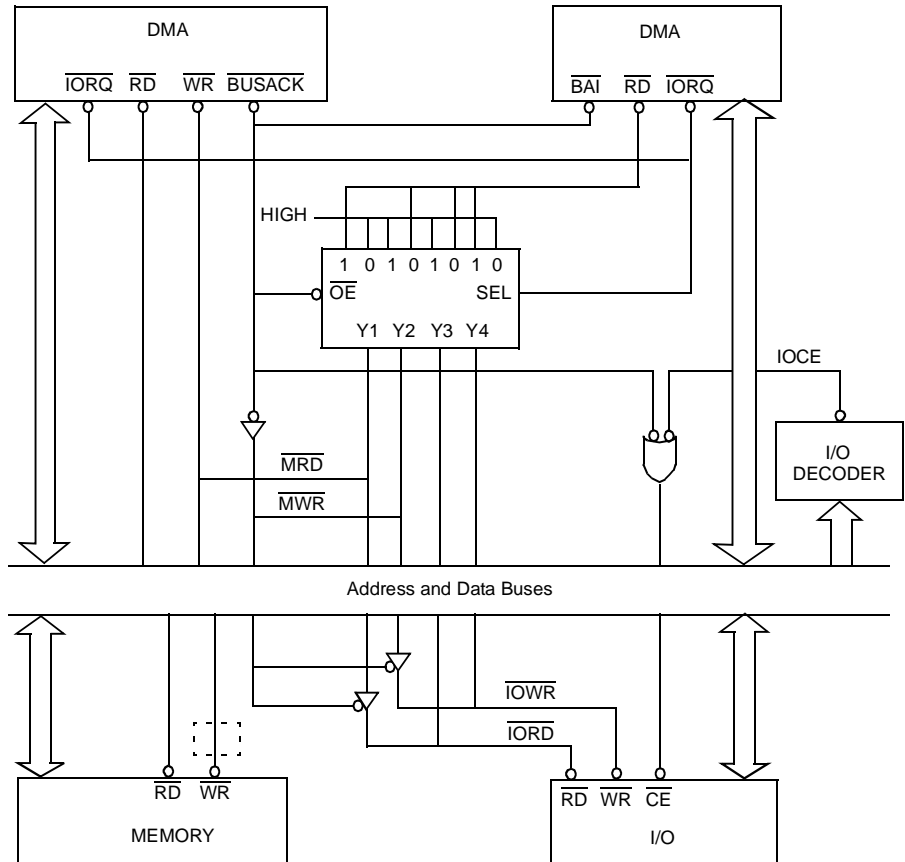 DMA
DMA
IORQ RD WR BUSACK
BAI RD IORQ
HIGH
1 0 1 0 1 0 1 0
OE SEL
Y1 Y2 Y3 Y4
IOCE
I/O
DECODER
MRD
MWR
Address and Data Buses
IOWR
IORD
RD WR
MEMORY
RD WR CE
I/O